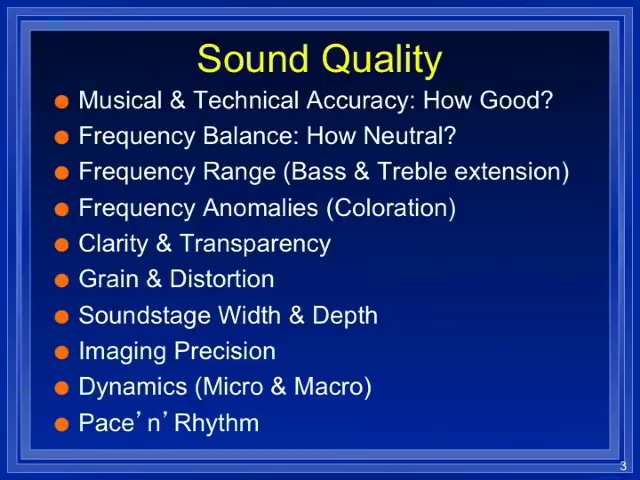 Sound Quality
Musical & Technical Accuracy: How Good?
Frequency Balance: How Neutral?
Frequency Range (Bass & Treble extension)
Frequency Anomalies (Coloration)
Clarity & Transparency
Grain & Distortion
Soundstage Width & Depth
Imaging Precision
Dynamics (Micro & Macro)
Pace’n’Rhythm
3